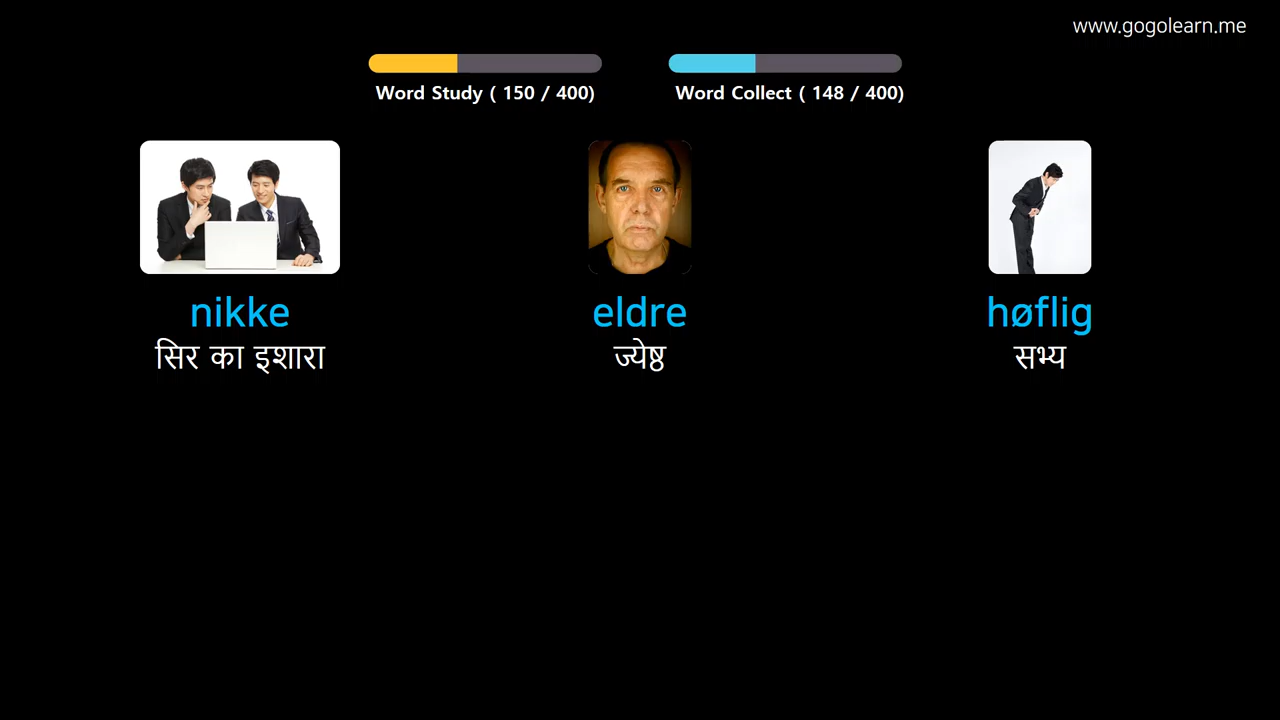 www.gogolearn.me
Word Study ( 150 / 400)
Word Collect ( 148 / 400)
nikke
eldre
høflig
सिर का इशारा
ज्येष्ठ
सभ्य